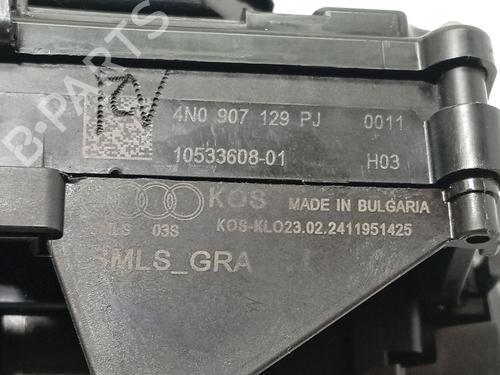 4N0 907 129 PJ 0011
10533608-01 H03
KOS MADE IN BULGARIA
SMLS 03S KOS-KLO23.02.2411951425
SMLS_GRA
B-PARTS